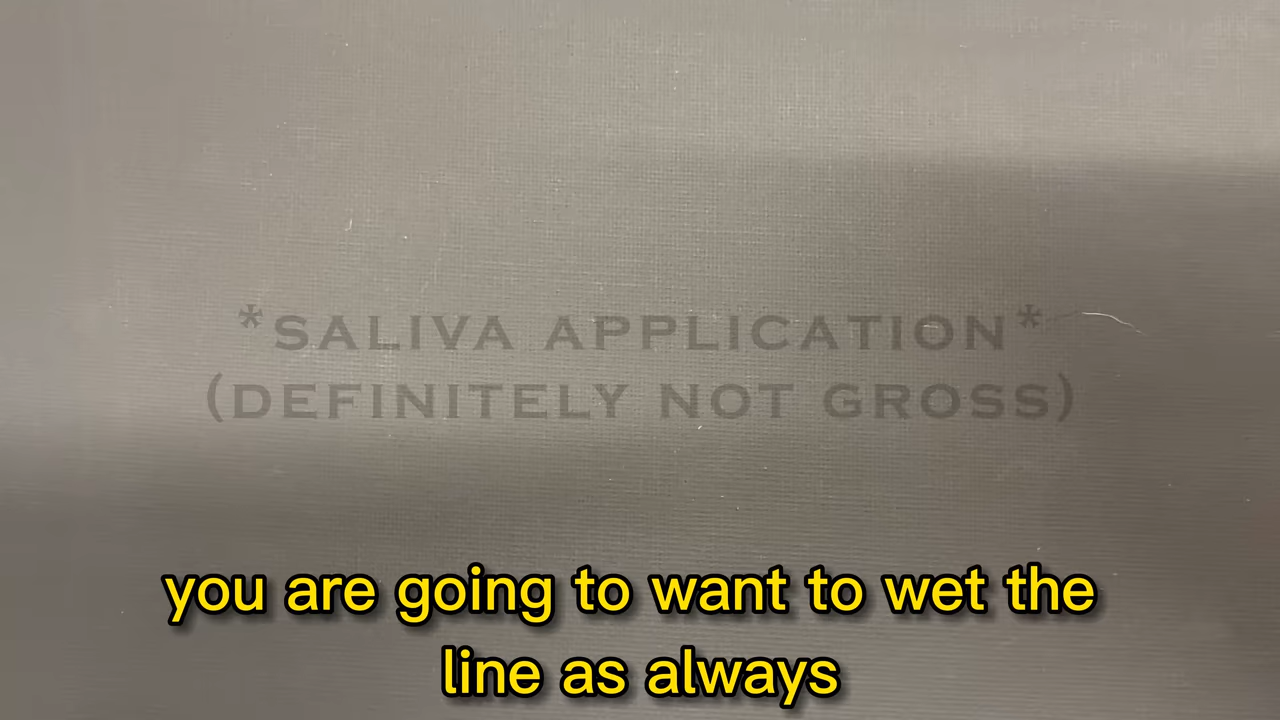 *SALIVA APPLICATION*
(DEFINITELY NOT GROSS)
you are going to want to wet the
line as always